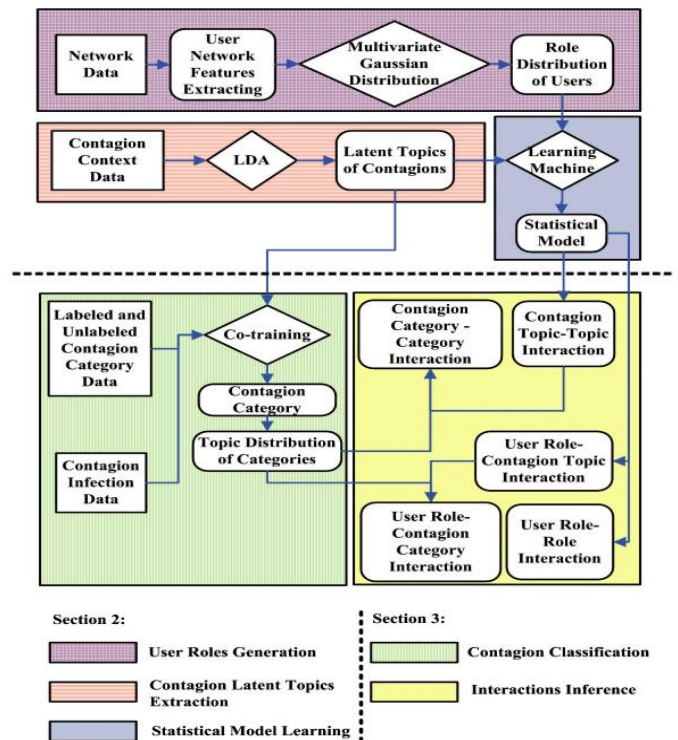 Network
Data
User
Network
Features
Extracting
Multivariate
Gaussian
Distribution
Role
Distribution
of Users
Contagion
Context
Data
LDA
Latent Topics
of Contagions
Learning
Machine
Statistical
Model
Labeled and
Unlabeled
Contagion
Category
Data
Co-training
Contagion
Category
Topic Distribution
of Categories
Contagion
Infection
Data
Contagion
Category -
Category
Interaction
Contagion
Topic-Topic
Interaction
User Role-
Contagion Topic
Interaction
User Role-
Contagion
Category
Interaction
User Role-
Role
Interaction
Section 2:
User Roles Generation
Contagion Latent Topics
Extraction
Statistical Model Learning
Section 3:
Contagion Classification
Interactions Inference